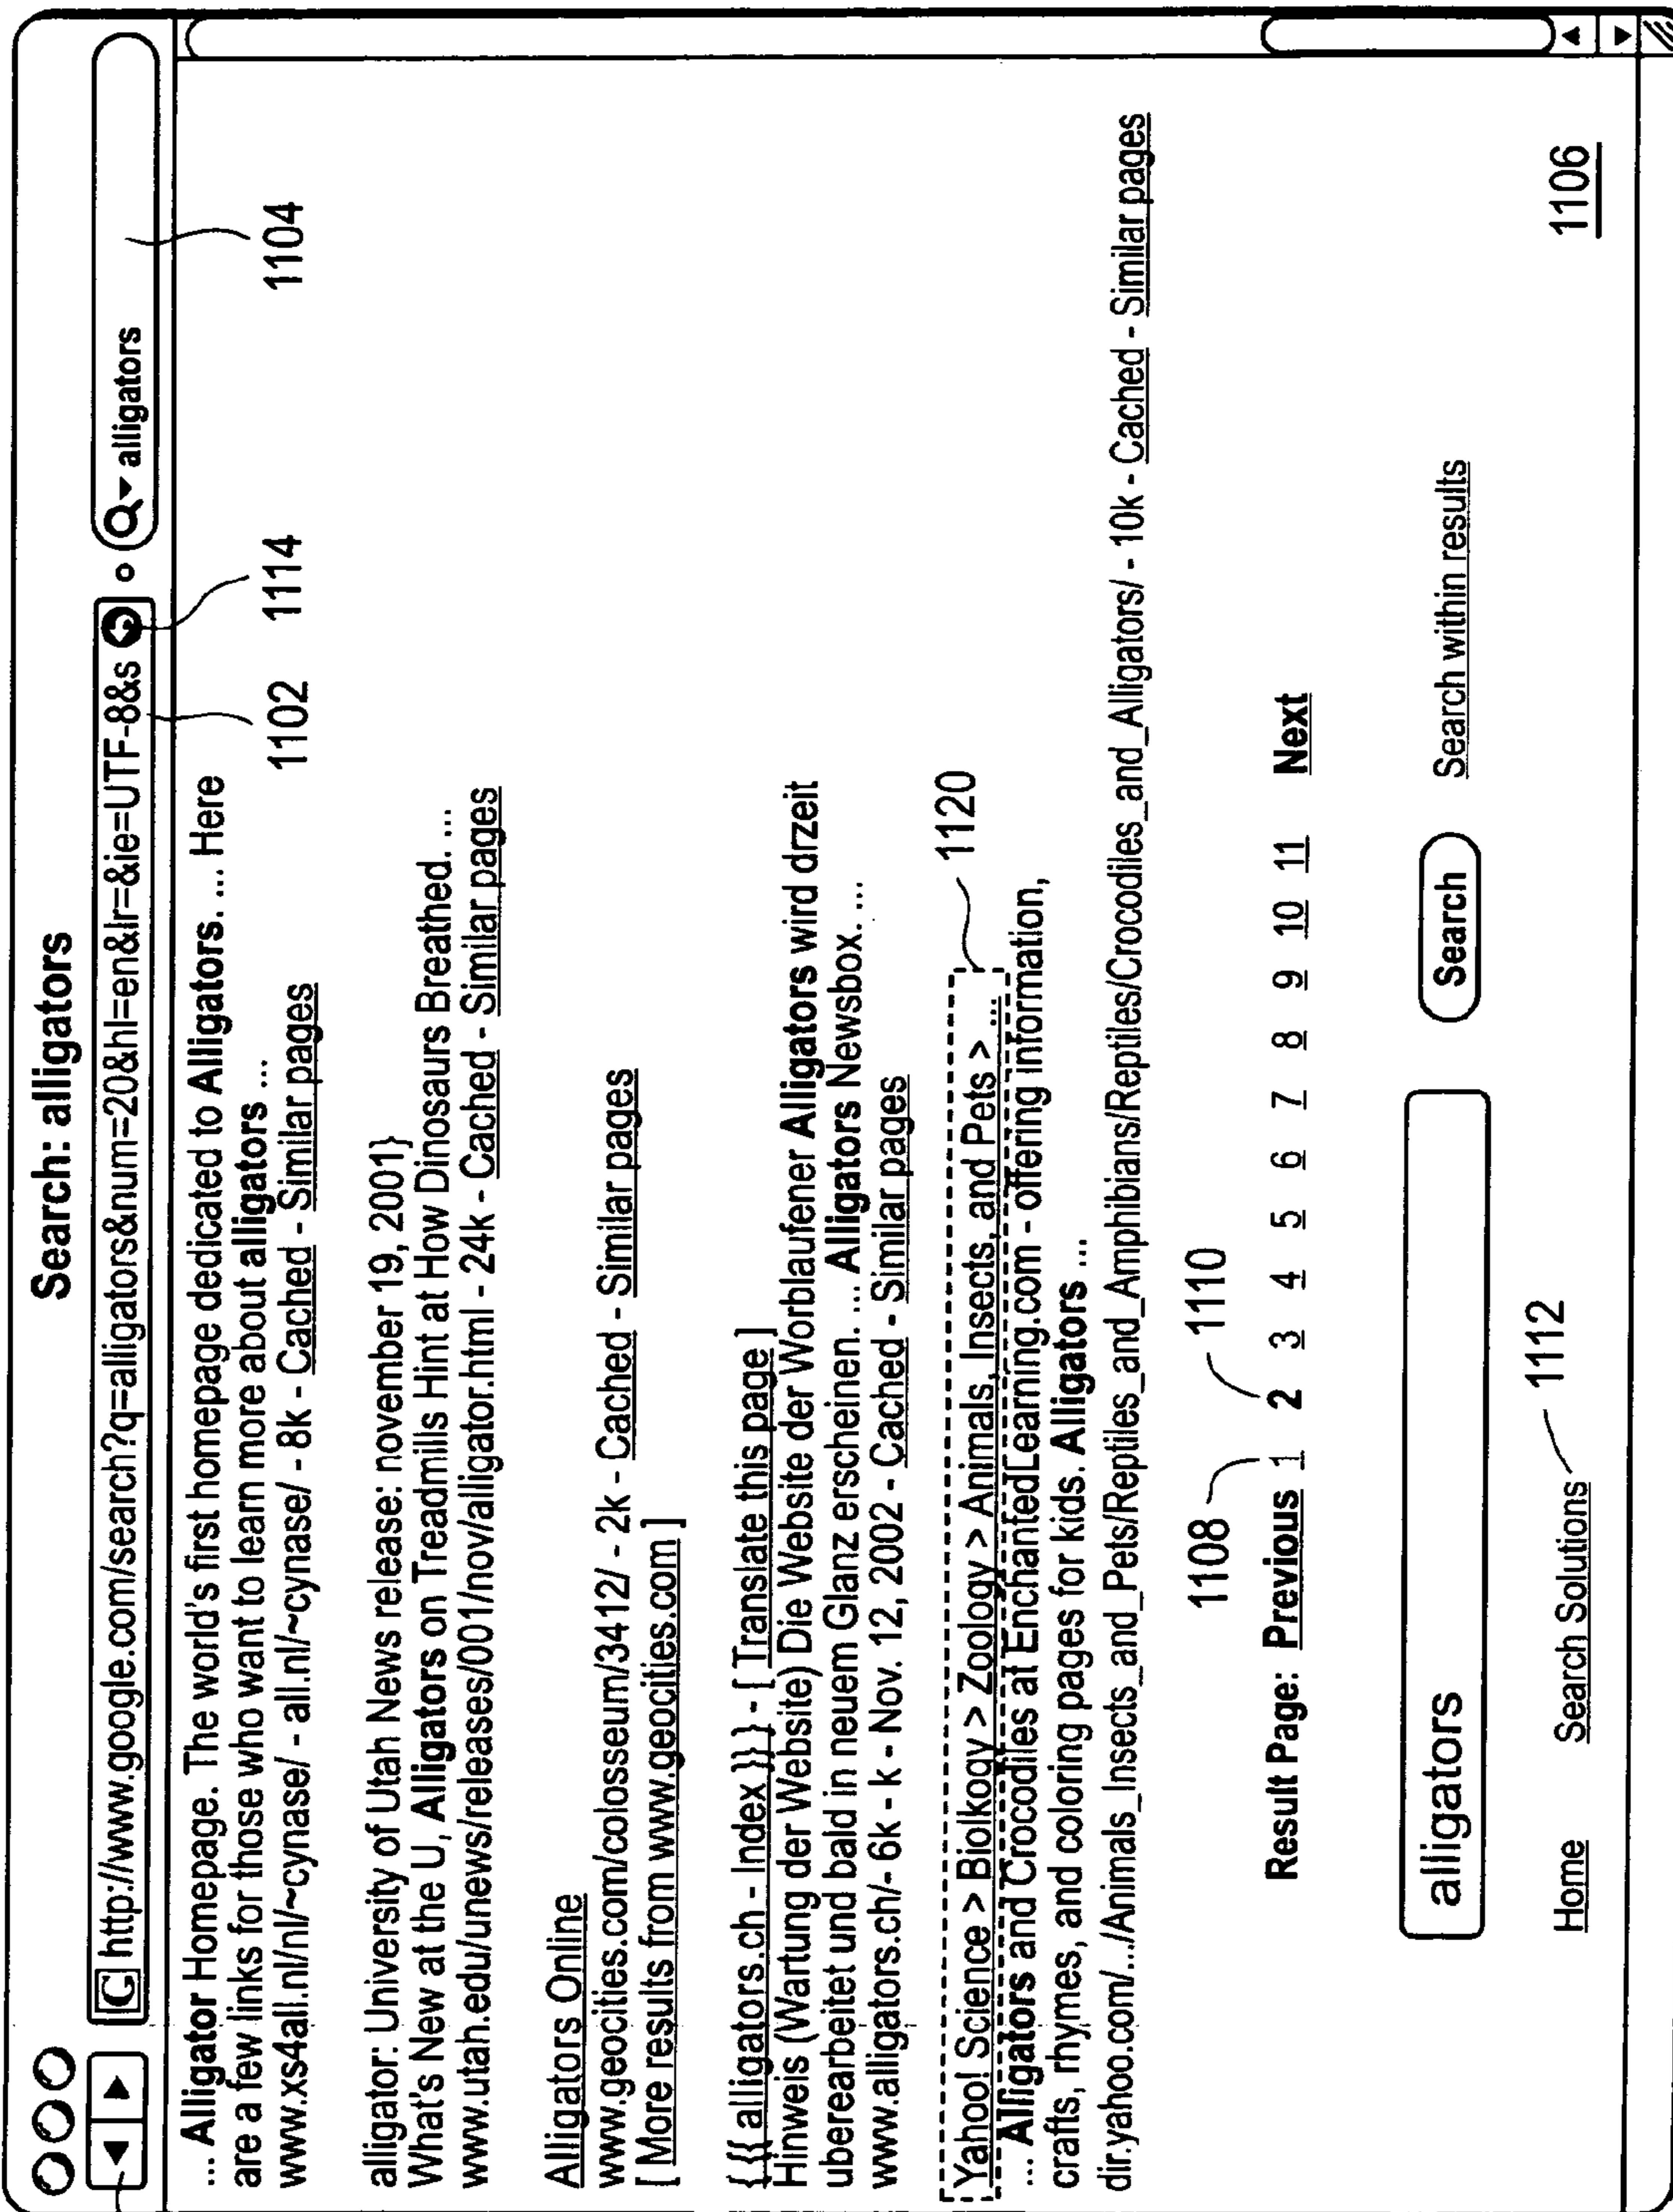 Search: alligators
G http://www.google.com/search?q=alligators&num=20&hl=en&lr=&ie=UTF-8&s
alligators
1102
1114
1104
... Alligator Homepage. The world's first homepage dedicated to Alligators. ... Here
are a few links for those who want to learn more about alligators ...
www.xs4all.nl/nl/~cynase/ - all.nl/~cynase/ - 8k - Cached - Similar pages
alligator: University of Utah News release: november 19, 2001}
What's New at the U, Alligators on Treadmills Hint at How Dinosaurs Breathed. ...
www.utah.edu/unews/releases/001/nov/alligator.html - 24k - Cached - Similar pages
Alligators Online
www.geocities.com/colosseum/3412/ - 2k - Cached - Similar pages
[ More results from www.geocities.com ]
{ {{ alligators.ch - Index }} } - [ Translate this page ]
Hinweis (Wartung der Website) Die Website der Worblaufener Alligators wird drzeit
uberearbeitet und bald in neuem Glanz erscheinen. ... Alligators Newsbox. ...
www.alligators.ch/- 6k - k - Nov. 12, 2002 - Cached - Similar pages
1120
Yahoo! Science > Biolkogy > Zoology > Animals, Insects, and Pets > ...
... Alligators and Crocodiles at EnchantedLearning.com - offering information,
crafts, rhymes, and coloring pages for kids. Alligators ...
dir.yahoo.com/.../Animals_Insects_and_Pets/Reptiles_and_Amphibians/Reptiles/Crocodiles_and_Alligators/ - 10k - Cached - Similar pages
1108
1110
Result Page: Previous 1 2 3 4 5 6 7 8 9 10 11 Next
alligators
Search
Search within results
1112
Home
Search Solutions
1106